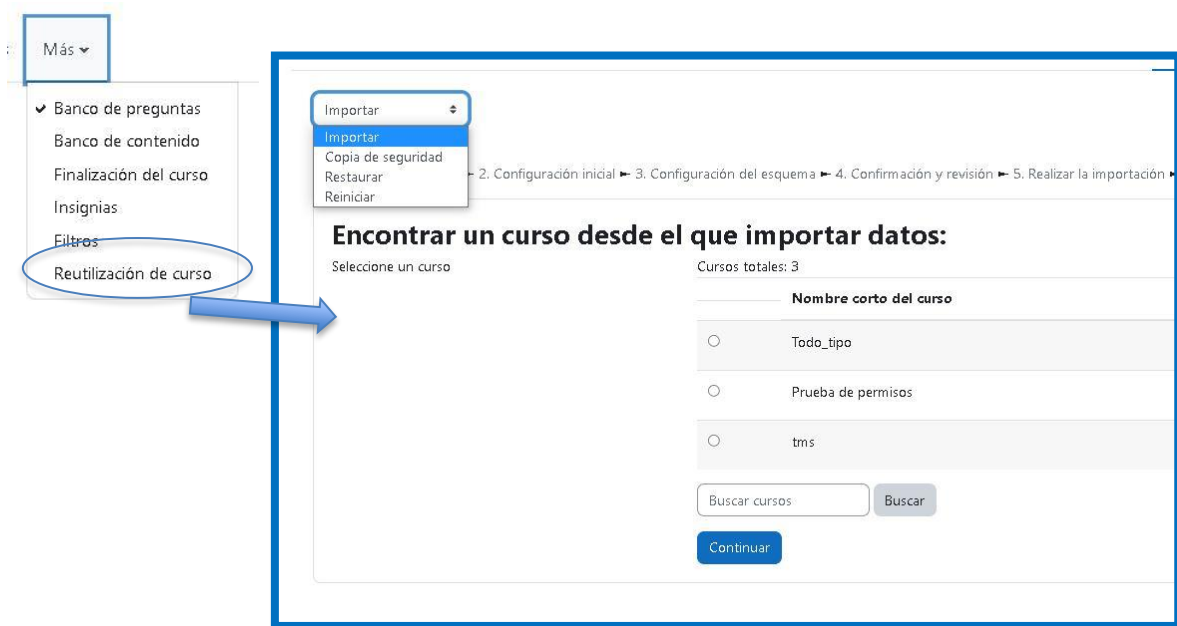 Más
Banco de preguntas
Banco de contenido
Finalización del curso
Insignias
Filtros
Reutilización de curso
Importar
Importar
Copia de seguridad
Restaurar
Reiniciar
2. Configuración inicial ► 3. Configuración del esquema ► 4. Confirmación y revisión ► 5. Realizar la importación ►
Encontrar un curso desde el que importar datos:
Seleccione un curso
Cursos totales: 3
Nombre corto del curso
Todo_tipo
Prueba de permisos
tms
Buscar cursos
Buscar
Continuar